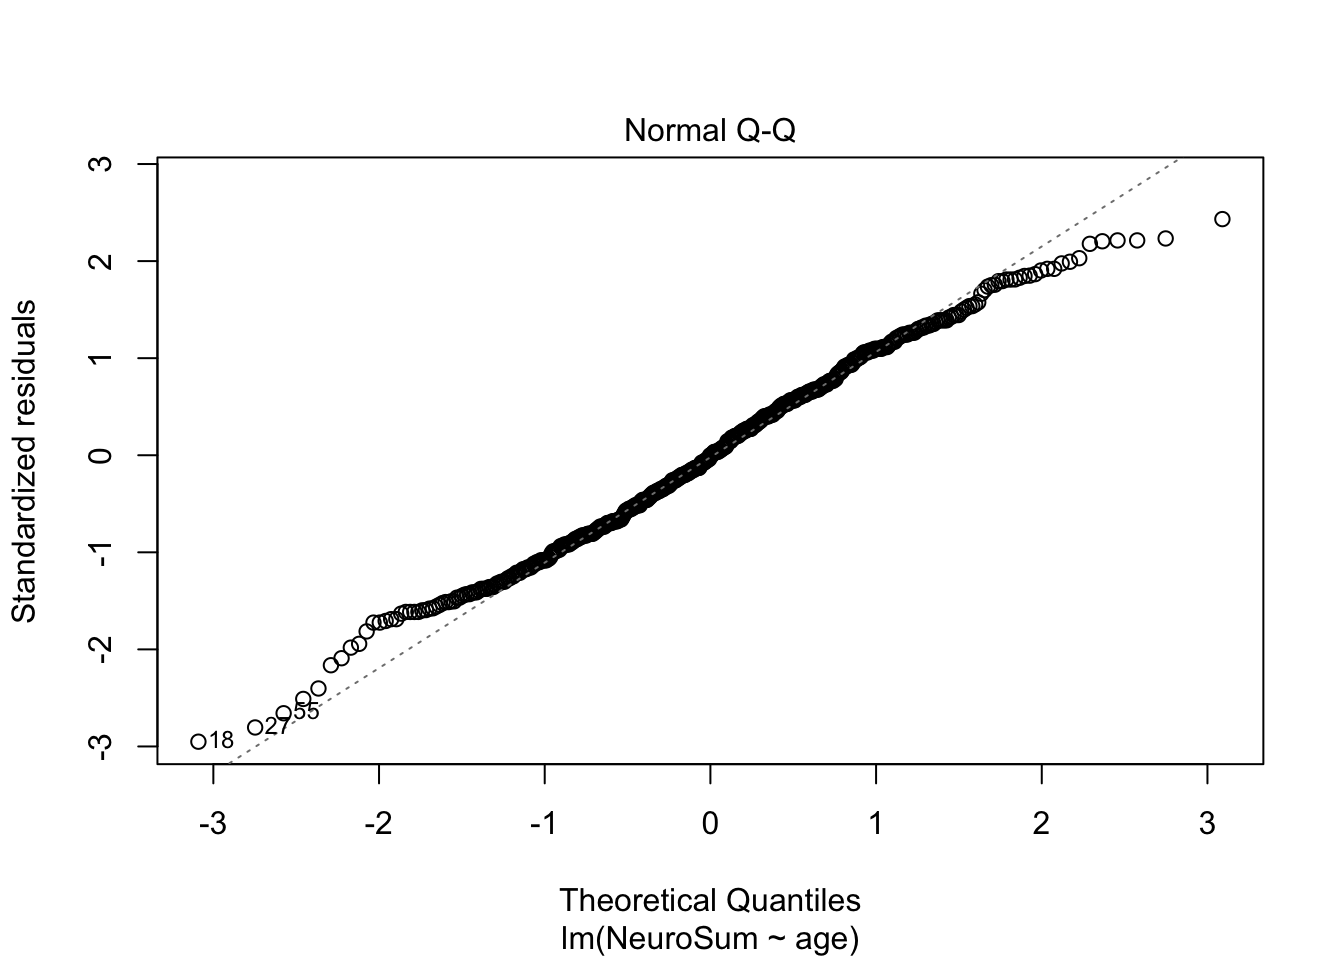 Normal Q-Q
Standardized residuals
3
2
1
0
-1
-2
-3
55
27
18
-3 -2 -1 0 1 2 3
Theoretical Quantiles
lm(NeuroSum ~ age)